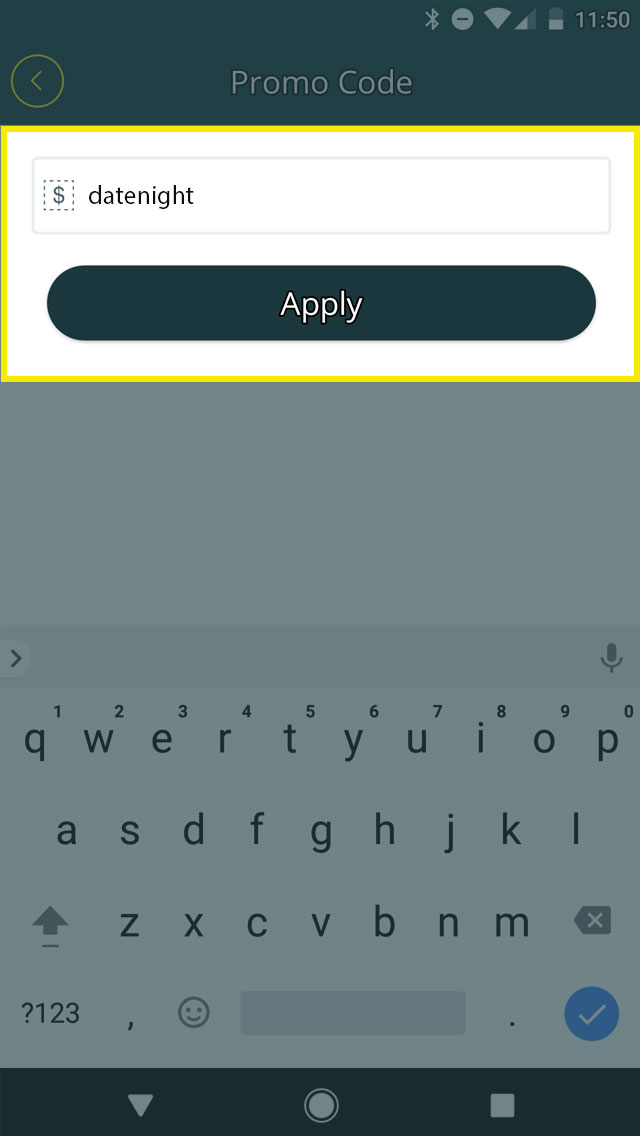 11:50
Promo Code
$ datenight
Apply
1 2 3 4 5 6 7 8 9 0
q w e r t y u i o p
a s d f g h j k l
z x c v b n m
?123 , .